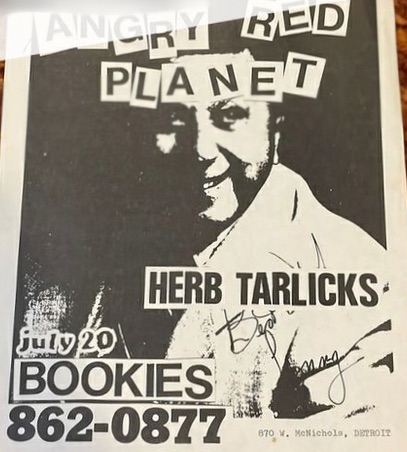 ANGRY RED
PLANET
HERB TARLICKS
july 20
BOOKIES
862-0877
870 W. McNichols, DETROIT